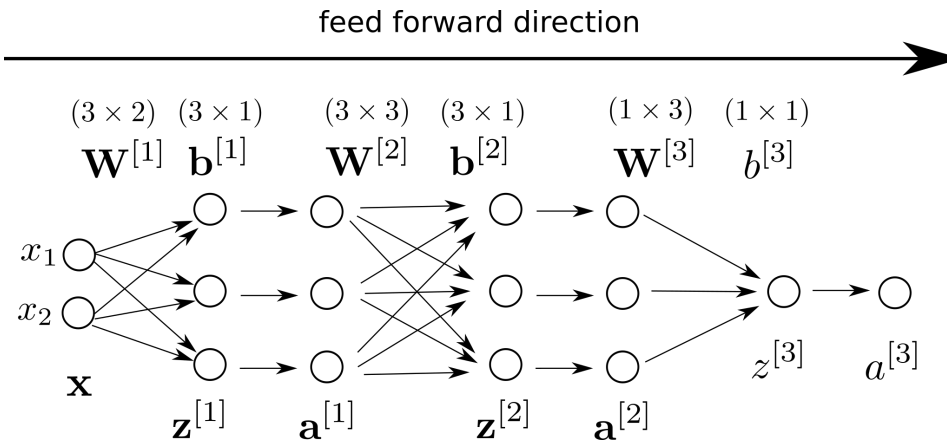 feed forward direction
(3 × 2) (3 × 1) (3 × 3) (3 × 1) (1 × 3) (1 × 1)
W[1] b[1] W[2] b[2] W[3] b[3]
x1
x2
x
z[3] a[3]
z[1] a[1] z[2] a[2]